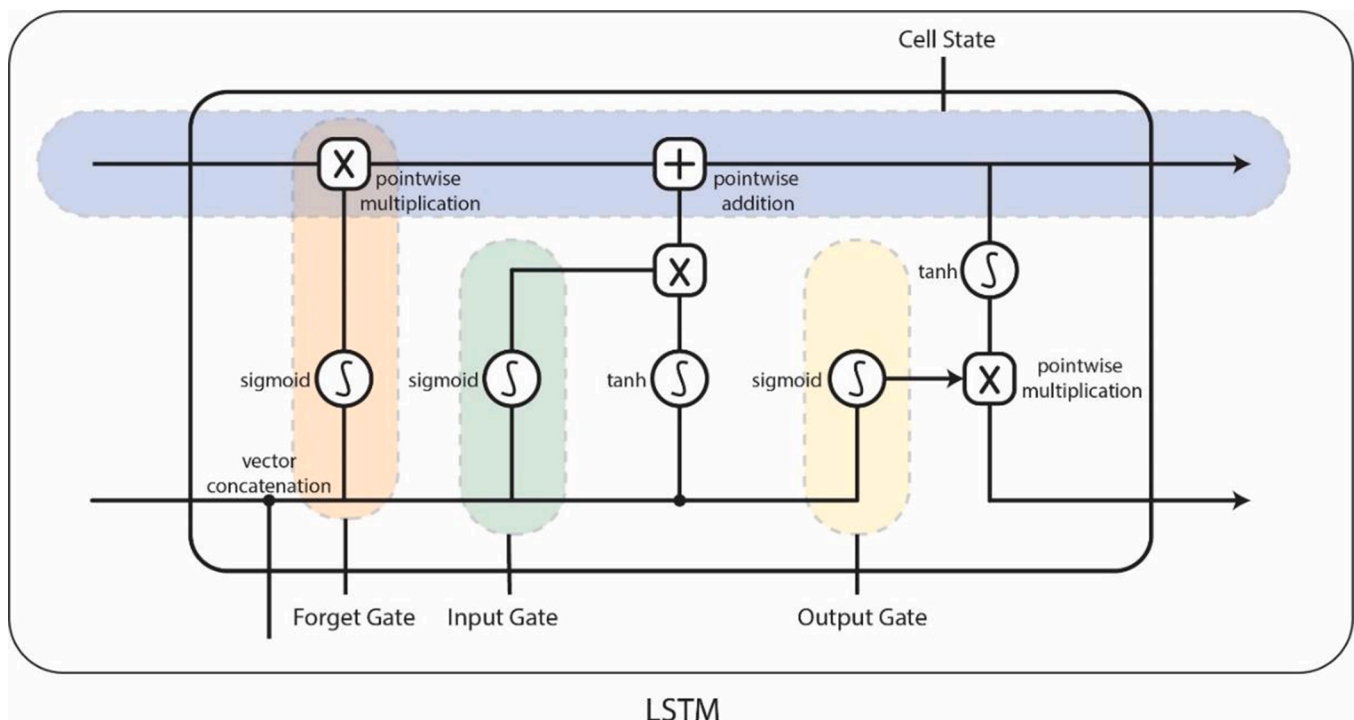 Cell State
X
pointwise
multiplication
+
pointwise
addition
X
tanh
sigmoid
sigmoid
tanh
sigmoid
X
pointwise
multiplication
vector
concatenation
Forget Gate
Input Gate
Output Gate
LSTM